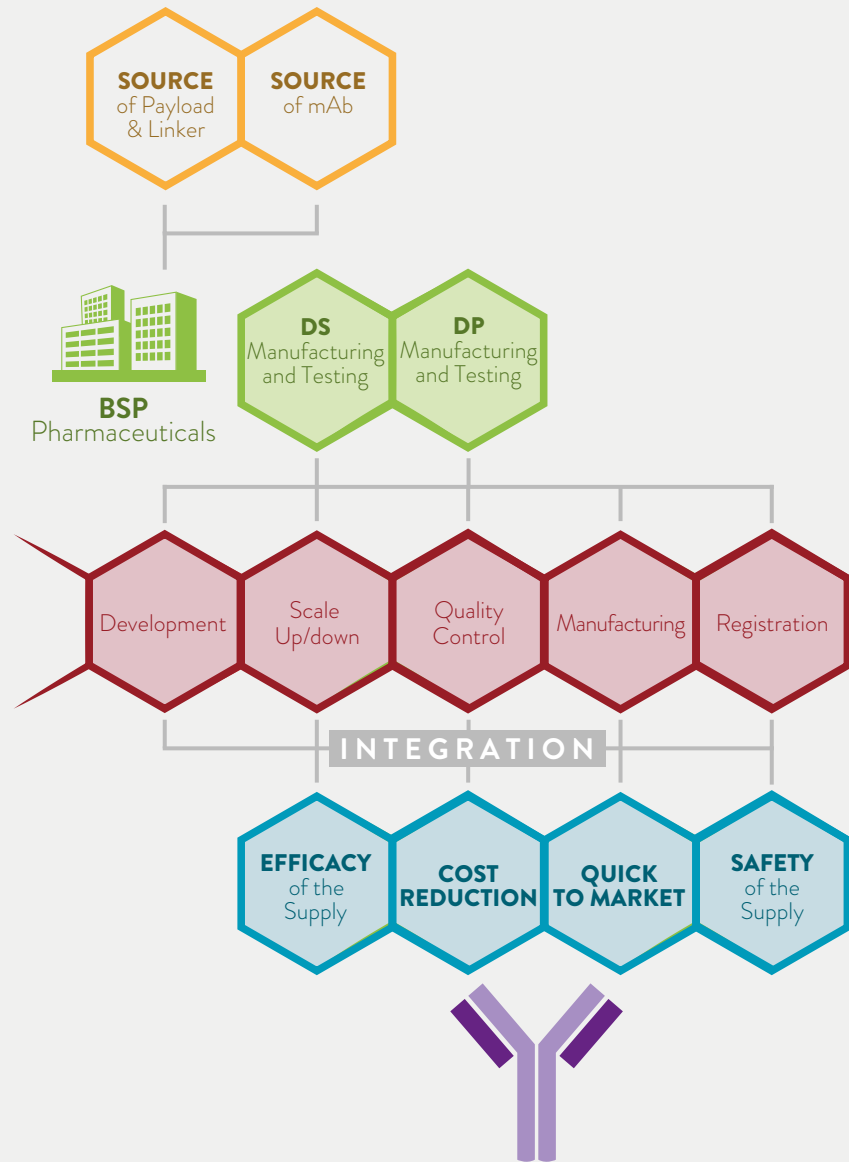 SOURCE
of Payload
& Linker
SOURCE
of mAb
BSP
Pharmaceuticals
DS
Manufacturing
and Testing
DP
Manufacturing
and Testing
Development
Scale
Up/down
Quality
Control
Manufacturing
Registration
INTEGRATION
EFFICACY
of the
Supply
COST
REDUCTION
QUICK
TO MARKET
SAFETY
of the
Supply